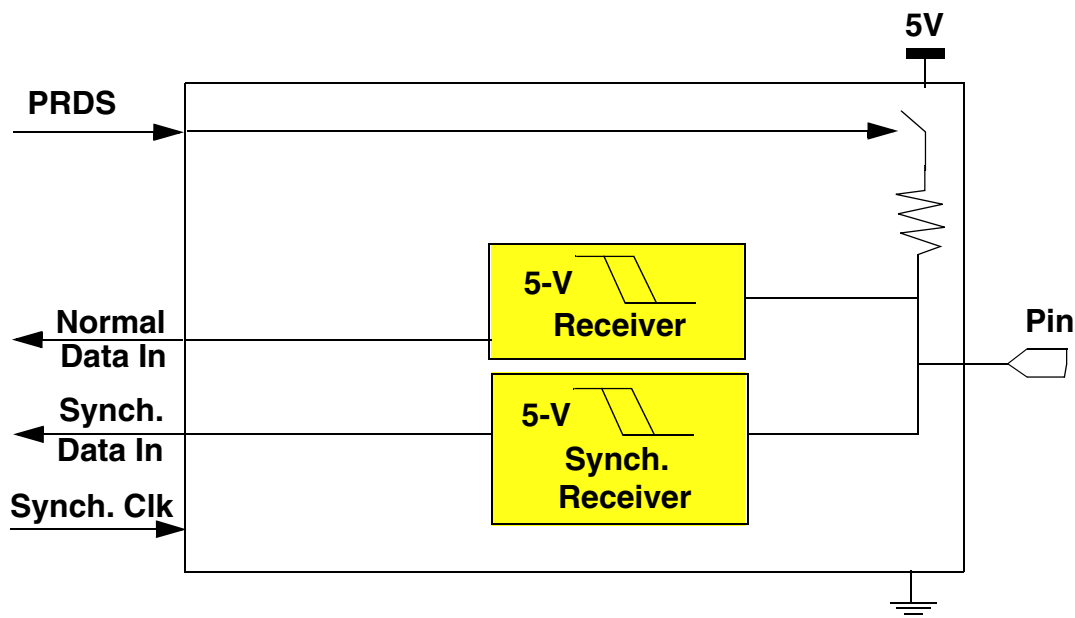 5V
PRDS
5-V
Receiver
Normal
Data In
Pin
Synch.
Data In
5-V
Synch.
Receiver
Synch. Clk